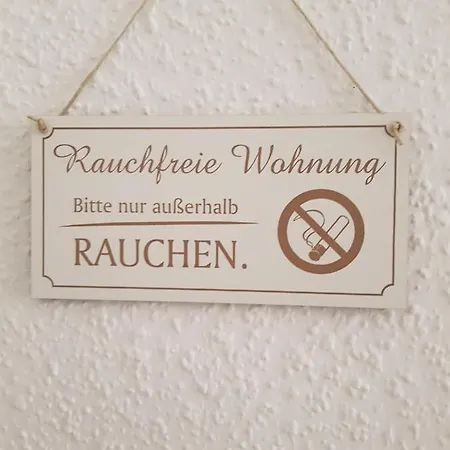 Rauchfreie Wohnung
Bitte nur außerhalb
RAUCHEN.